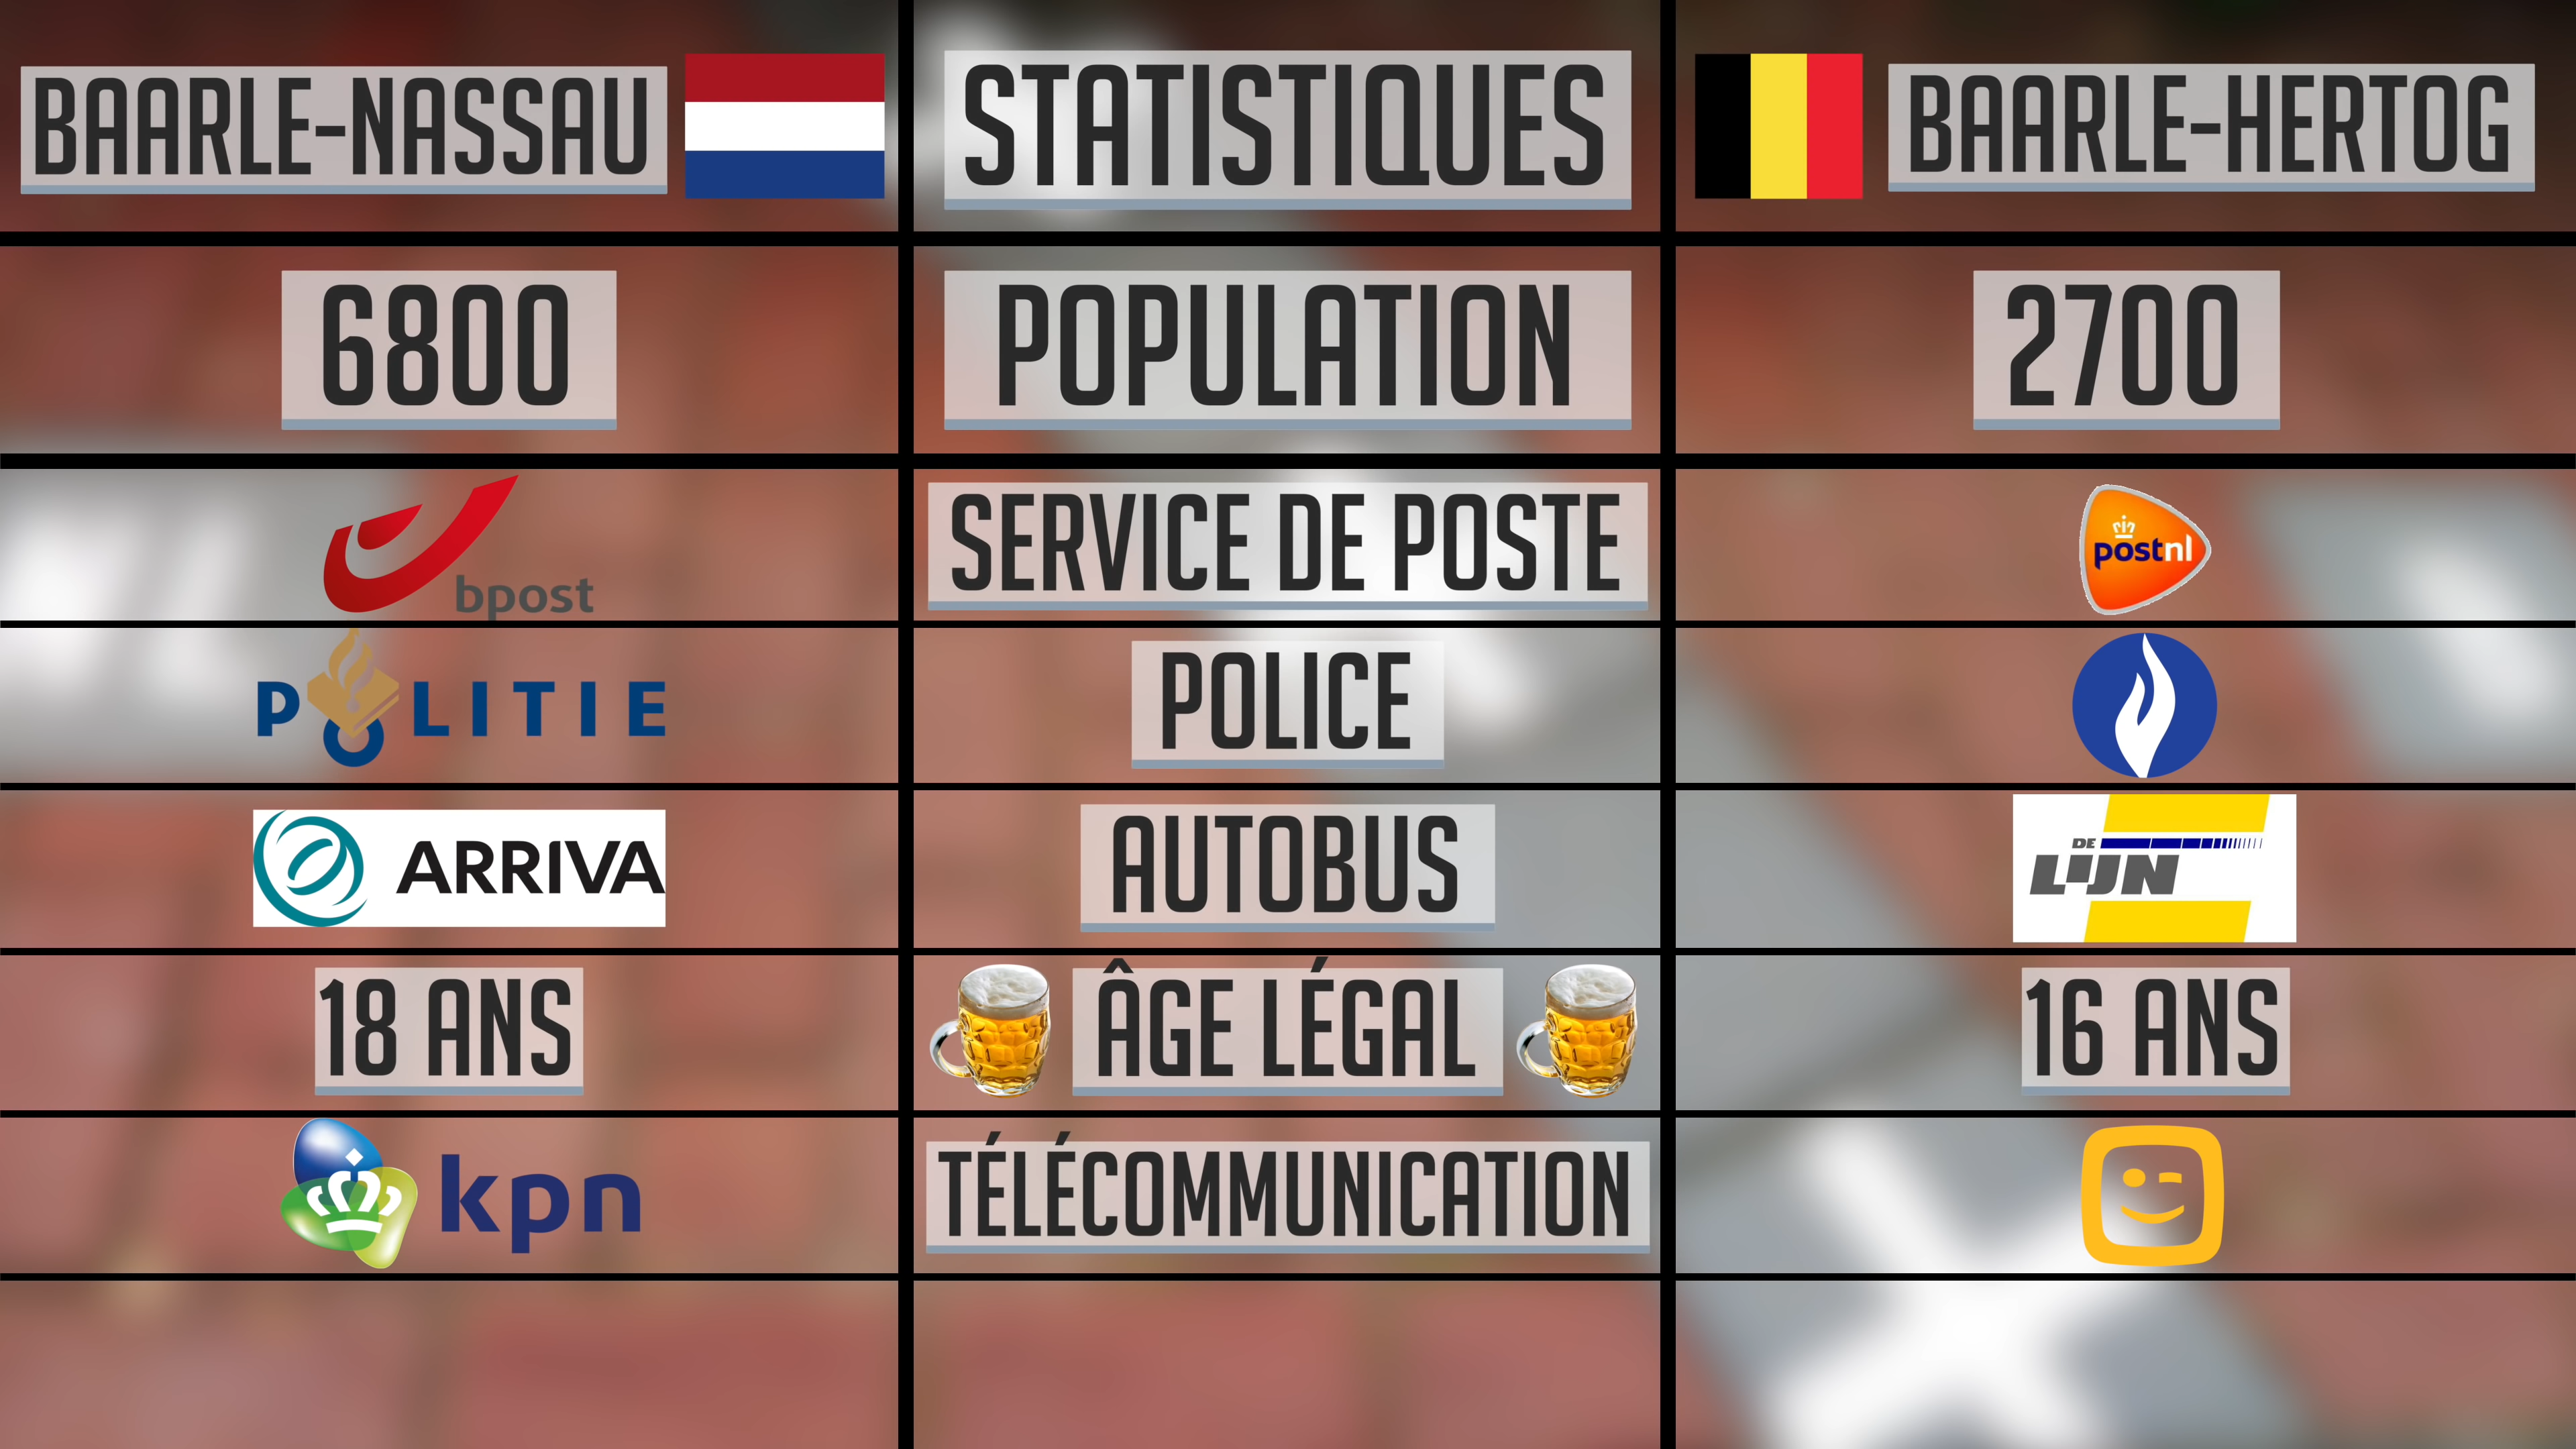 BAARLE-NASSAU
STATISTIQUES
BAARLE-HERTOG
6800
POPULATION
2700
bpost
SERVICE DE POSTE
postnl
POLITIE
POLICE
ARRIVA
AUTOBUS
DE LIJN
18 ANS
ÂGE LÉGAL
16 ANS
kpn
TÉLÉCOMMUNICATION